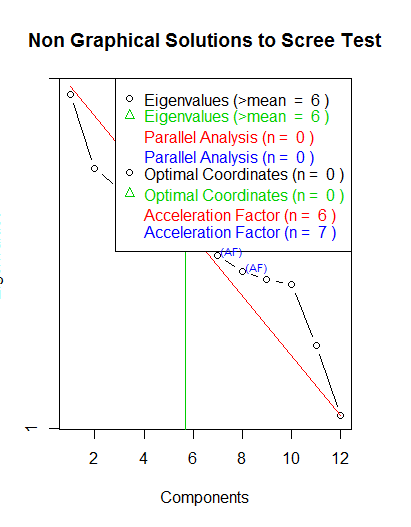 Non Graphical Solutions to Scree Test
Eigenvalues (>mean = 6 )
Eigenvalues (>mean = 6 )
Parallel Analysis (n = 0 )
Parallel Analysis (n = 0 )
Optimal Coordinates (n = 0 )
Optimal Coordinates (n = 0 )
Acceleration Factor (n = 6 )
Acceleration Factor (n = 7 )
(AF)
(AF)
1
2 4 6 8 10 12
Components